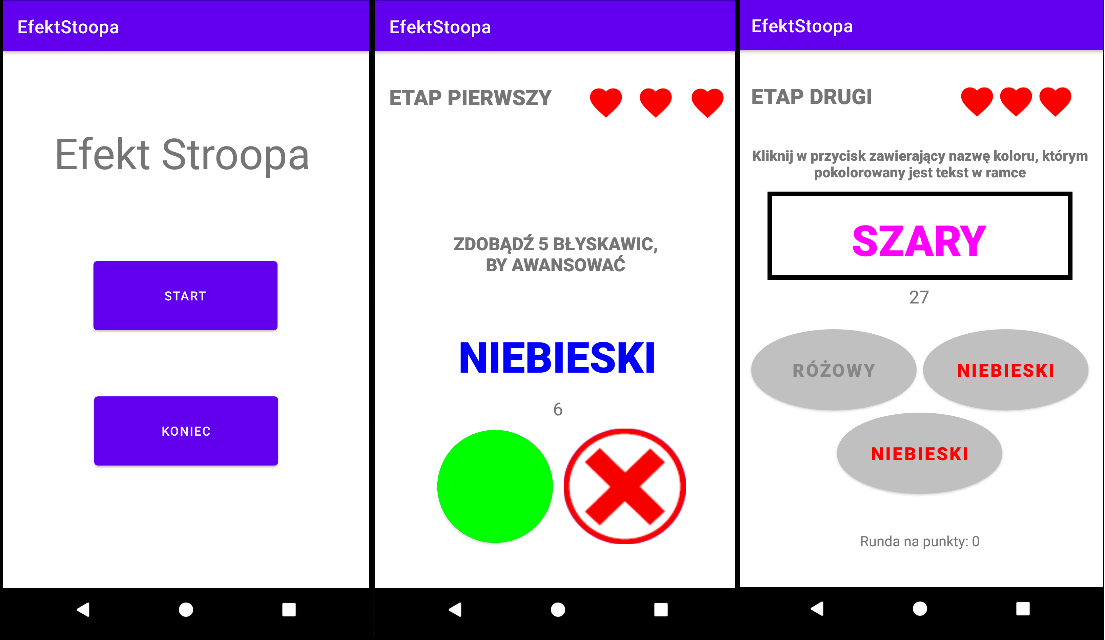 EfektStoopa
Efekt Stroopa
START
KONIEC
EfektStoopa
ETAP PIERWSZY
ZDOBĄDŹ 5 BŁYSKAWIC,
BY AWANSOWAĆ
NIEBIESKI
6
EfektStoopa
ETAP DRUGI
Kliknij w przycisk zawierający nazwę koloru, którym
pokolorowany jest tekst w ramce
SZARY
27
RÓŻOWY
NIEBIESKI
NIEBIESKI
Runda na punkty: 0